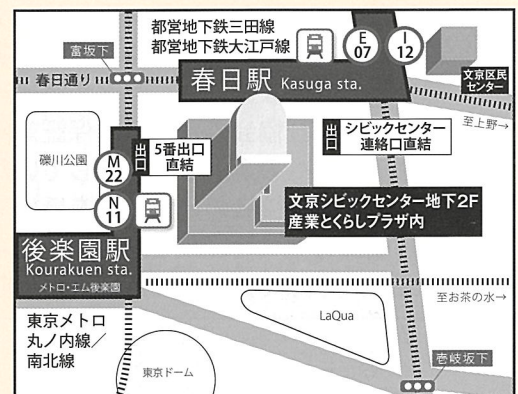 都営地下鉄三田線
都営地下鉄大江戸線
E
07
I
12
富坂下
春日通り
春日駅 Kasuga sta.
文京区民
センター
至上野→
礫川公園
M
22
N
11
出口
5番出口
直結
出口
シビックセンター
連絡口直結
文京シビックセンター地下2F
産業とくらしプラザ内
後楽園駅
Kourakuen sta.
メトロ・エム後楽園
至お茶の水→
東京メトロ
丸ノ内線／
南北線
LaQua
東京ドーム
壱岐坂下